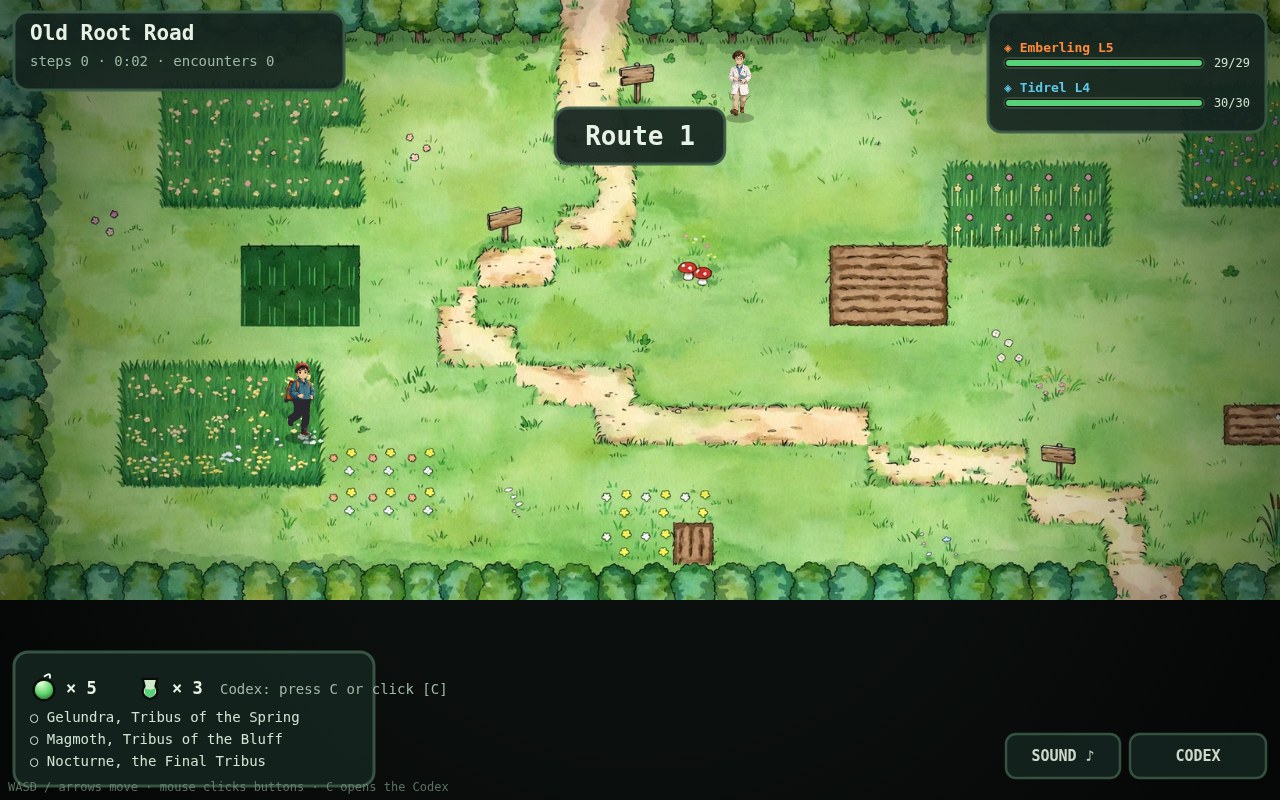 Old Root Road
steps 0 · 0:02 · encounters 0
◈ Emberling L5
29/29
◈ Tidrel L4
30/30
Route 1
× 5 × 3 Codex: press C or click [C]
○ Gelundra, Tribus of the Spring
○ Magmoth, Tribus of the Bluff
○ Nocturne, the Final Tribus
WASD / arrows move · mouse clicks buttons · C opens the Codex
SOUND ♪
CODEX